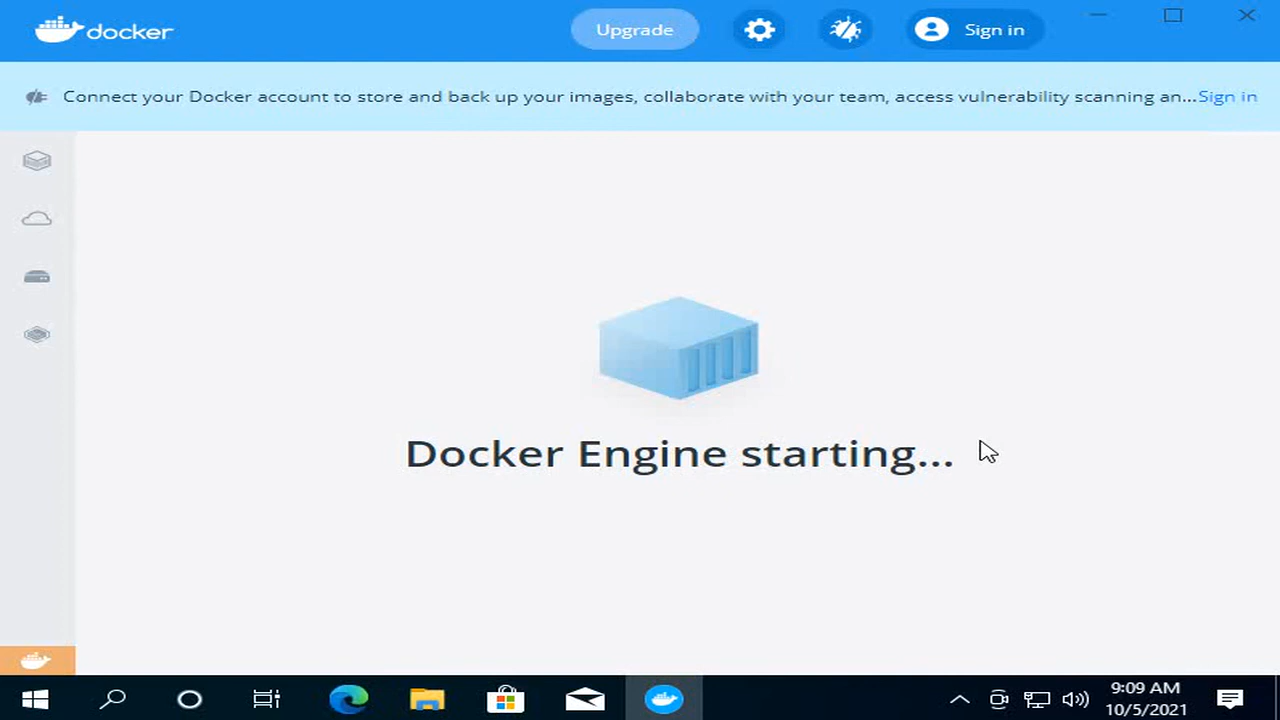 docker
Upgrade
Sign in
Connect your Docker account to store and back up your images, collaborate with your team, access vulnerability scanning an...Sign in
Docker Engine starting...
9:09 AM
10/5/2021